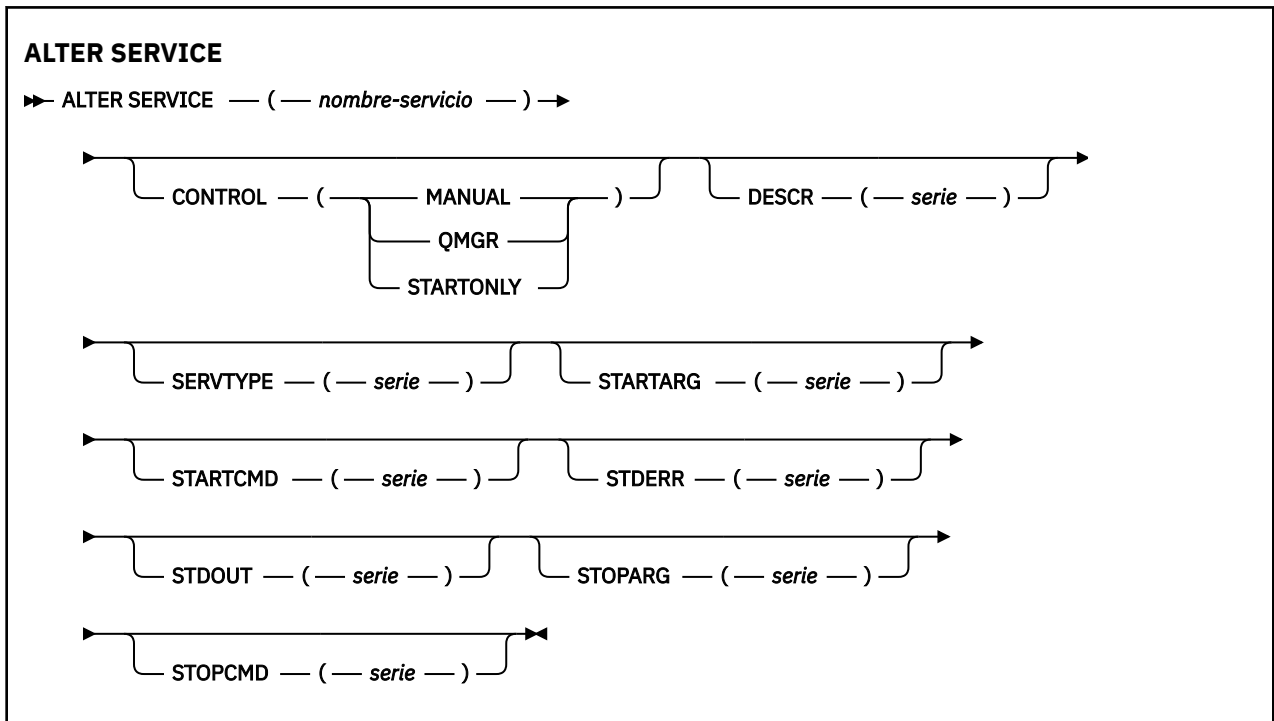 ALTER SERVICE
ALTER SERVICE — ( — nombre-servicio — )
CONTROL — ( MANUAL ) DESCR — ( — serie — )
QMGR
STARTONLY
SERVTYPE — ( — serie — ) STARTARG — ( — serie — )
STARTCMD — ( — serie — ) STDERR — ( — serie — )
STDOUT — ( — serie — ) STOPARG — ( — serie — )
STOPCMD — ( — serie — )